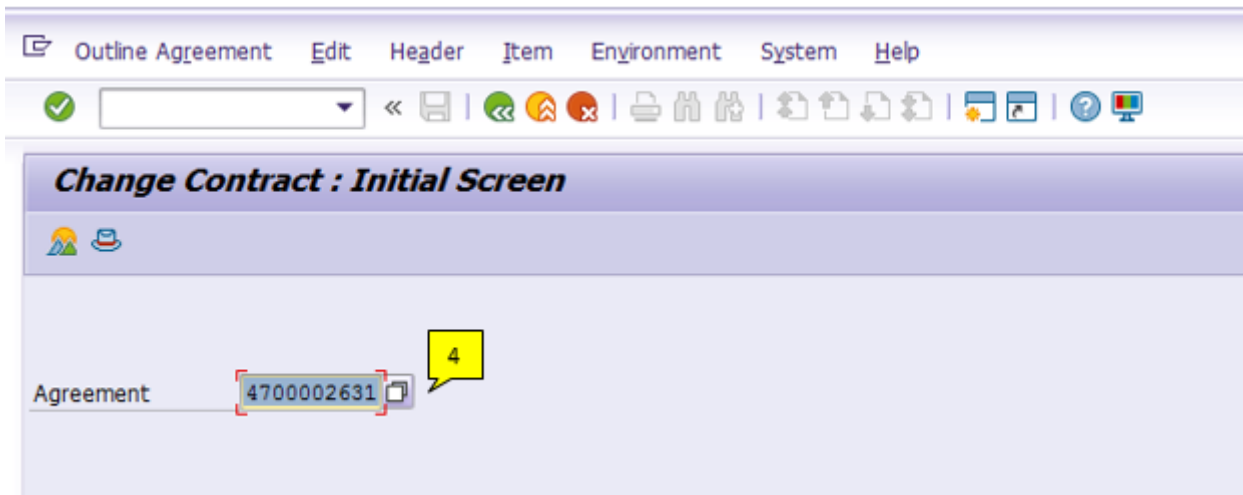 Outline Agreement Edit Header Item Environment System Help
Change Contract : Initial Screen
4
Agreement 4700002631